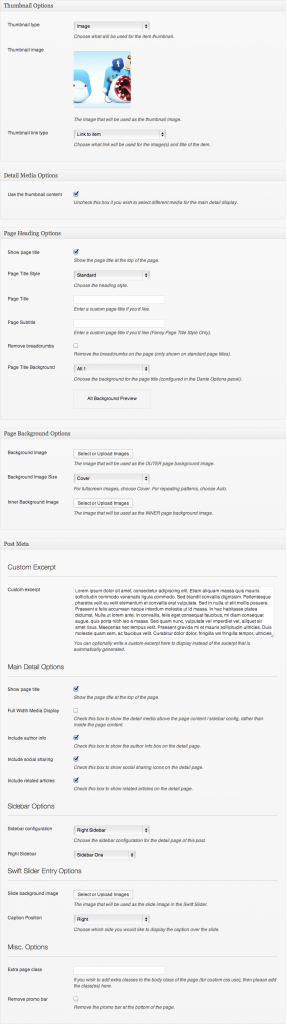 Thumbnail Options
Thumbnail type
Image
Choose what will be used for the item thumbnail.
Thumbnail image
The image that will be used as the thumbnail image.
Thumbnail link type
Link to item
Choose what link will be used for the image(s) and title of the item.
Detail Media Options
Use the thumbnail content
Uncheck this box if you wish to select different media for the main detail display.
Page Heading Options
Show page title
Show the page title at the top of the page.
Page Title Style
Standard
Choose the heading style.
Page Title
Enter a custom page title if you'd like.
Page Subtitle
Enter a custom page title if you'd like (Fancy Page Title Style Only).
Remove breadcrumbs
Remove the breadcrumbs on the page (only shown on standard page titles).
Page Title Background
Alt 1
Choose the background for the page title (configured in the Dante Options panel).
Alt Background Preview
Page Background Options
Background Image
Select or Upload Images
The image that will be used as the OUTER page background image.
Background Image Size
Cover
For fullscreen images, choose Cover. For repeating patterns, choose Auto.
Inner Background Image
Select or Upload Images
The image that will be used as the INNER page background image.
Post Meta
Custom Excerpt
Custom excerpt
Lorem ipsum dolor sit amet, consectetur adipiscing elit. Etiam aliquam massa quis mauris
sollicitudin commodo venenatis ligula commodo. Sed blandit convallis dignissim. Pellentesque
pharetra velit eu velit elementum et convallis erat vulputate. Sed in nulla ut elit mollis posuere.
Praesent a felis accumsan neque interdum molestie ut id massa. In hac habitasse platea
dictumst. Nulla ut lorem ante. In convallis, felis eget consequat faucibus, mi diam consequat
augue, quis porta nibh leo a massa. Sed quam nunc, vulputate vel imperdiet vel, aliquet sit
amet risus. Maecenas nec tempus velit. Praesent gravida mi et mauris sollicitudin ultricies. Duis
molestie quam sem, ac faucibus velit. Curabitur dolor dolor, fringilla vel fringilla tempor, ultricies
You can optionally write a custom excerpt here to display instead of the excerpt that is
automatically generated.
Main Detail Options
Show page title
Show the page title at the top of the page.
Full Width Media Display
Check this box to show the detail media above the page content / sidebar config, rather than
inside the page content.
Include author info
Check this box to show the author info box on the detail page.
Include social sharing
Check this box to show social sharing icons on the detail page.
Include related articles
Check this box to show related articles on the detail page.
Sidebar Options
Sidebar configuration
Right Sidebar
Choose the sidebar configuration for the detail page of this post.
Right Sidebar
Sidebar One
Swift Slider Entry Options
Slide background image
Select or Upload Images
The image that will be used as the slide image in the Swift Slider.
Caption Position
Right
Choose which side you would like to display the caption over the slide.
Misc. Options
Extra page class
If you wish to add extra classes to the body class of the page (for custom css use), then please add
the class(es) here.
Remove promo bar
Remove the promo bar at the bottom of the page.